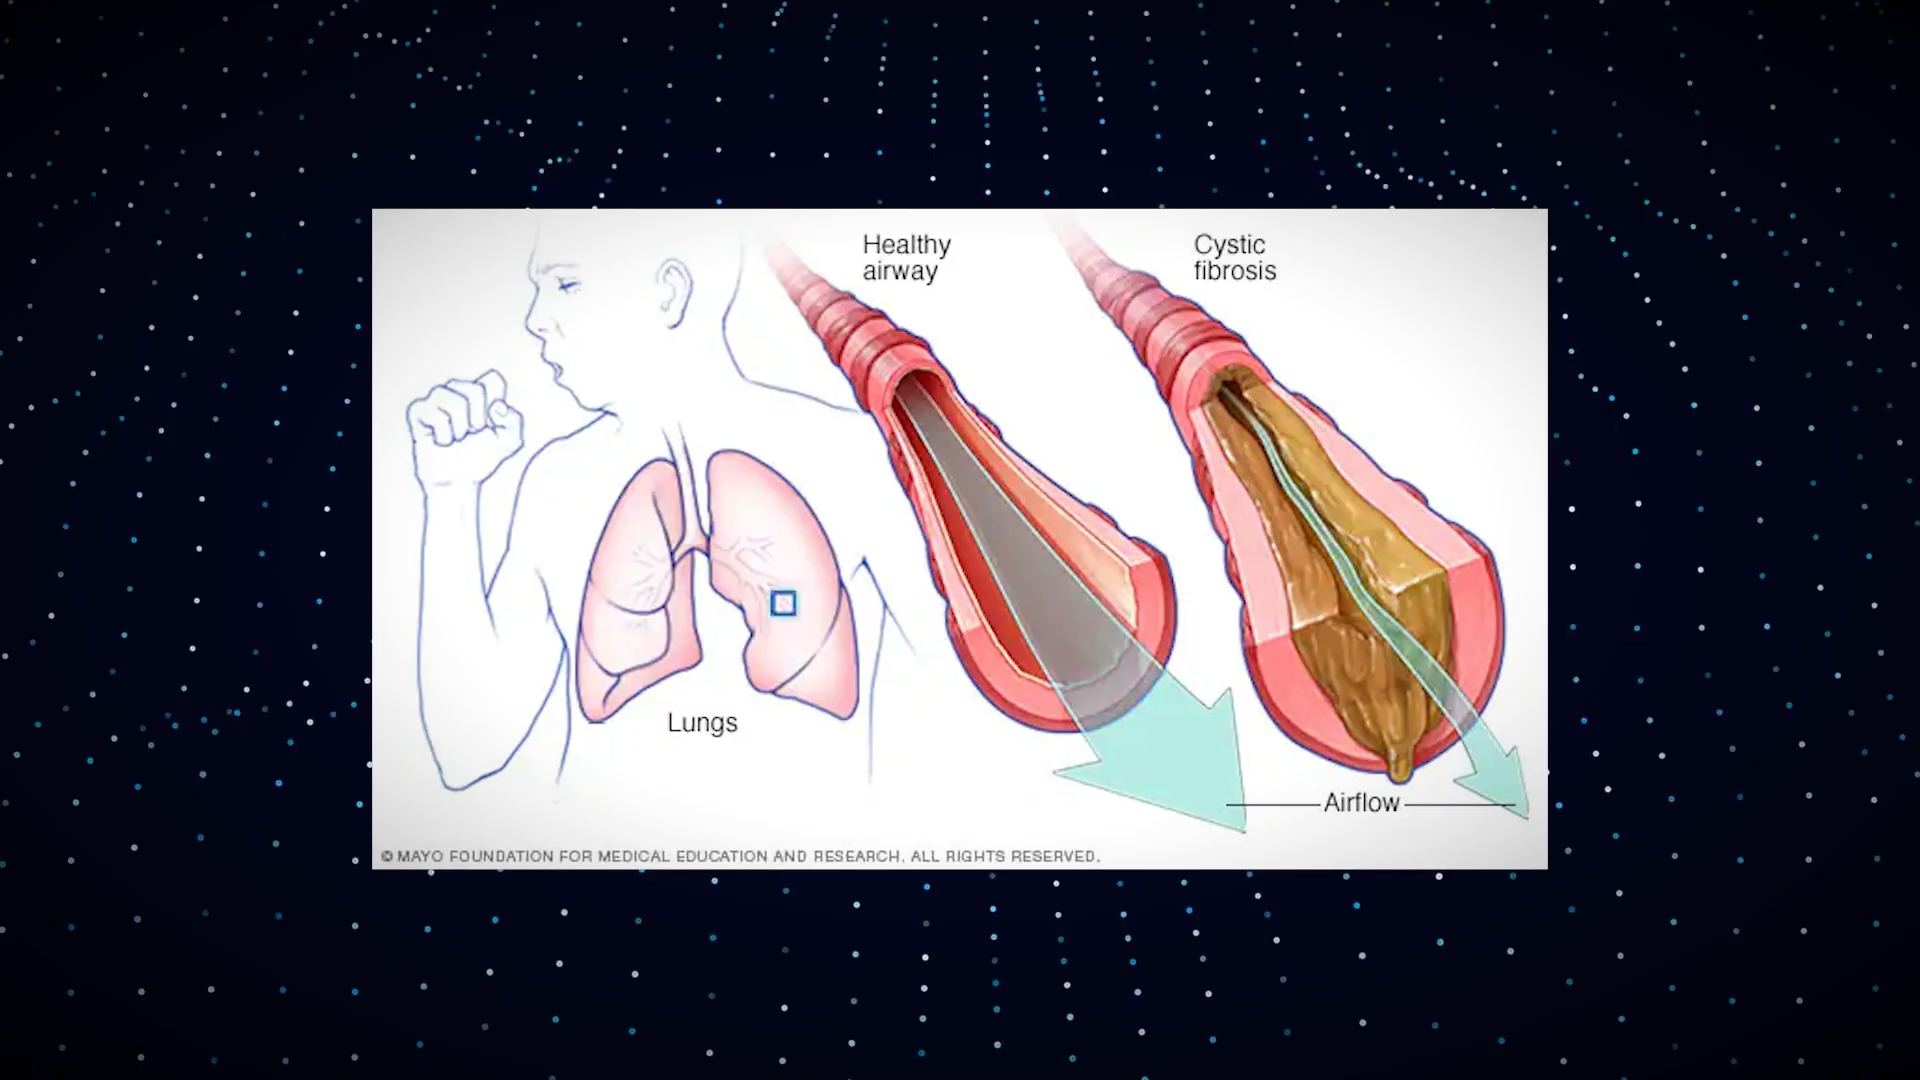 Healthy
airway
Cystic
fibrosis
Lungs
Airflow
© MAYO FOUNDATION FOR MEDICAL EDUCATION AND RESEARCH. ALL RIGHTS RESERVED.